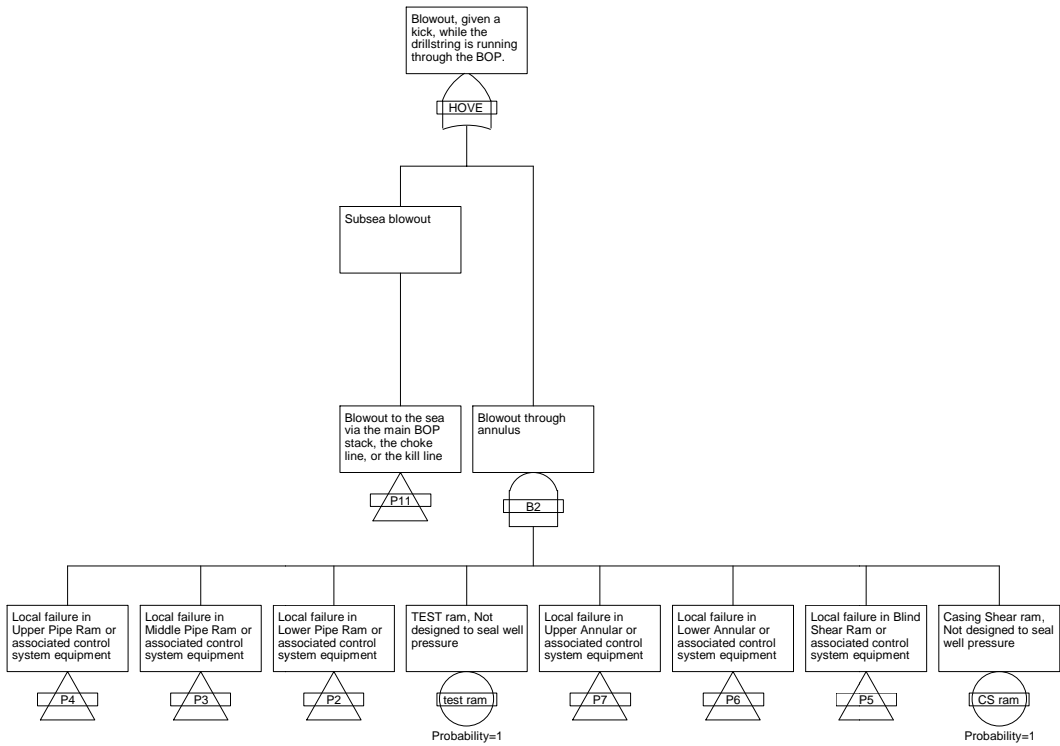 Blowout, given a
kick, while the
drillstring is running
through the BOP.
HOVE
Subsea blowout
Blowout to the sea
via the main BOP
stack, the choke
line, or the kill line
P11
Blowout through
annulus
B2
Local failure in
Upper Pipe Ram or
associated control
system equipment
P4
Local failure in
Middle Pipe Ram or
associated control
system equipment
P3
Local failure in
Lower Pipe Ram or
associated control
system equipment
P2
TEST ram, Not
designed to seal well
pressure
test ram
Probability=1
Local failure in
Upper Annular or
associated control
system equipment
P7
Local failure in
Lower Annular or
associated control
system equipment
P6
Local failure in Blind
Shear Ram or
associated control
system equipment
P5
Casing Shear ram,
Not designed to seal
well pressure
CS ram
Probability=1